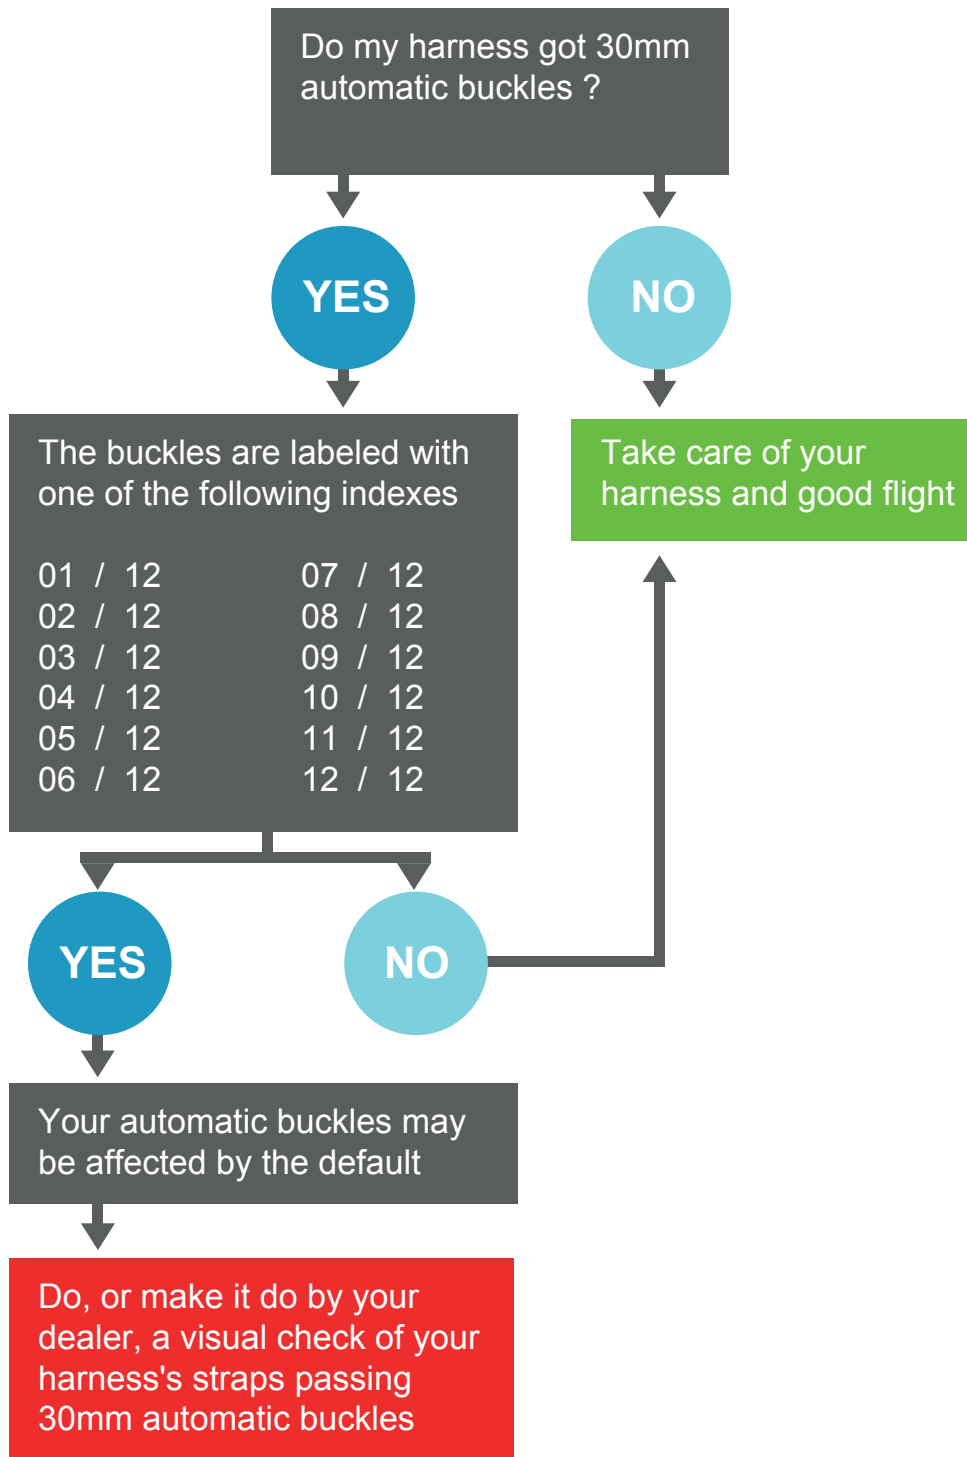 Do my harness got 30mm
automatic buckles ?
YES
NO
The buckles are labeled with
one of the following indexes
01 / 12
02 / 12
03 / 12
04 / 12
05 / 12
06 / 12
07 / 12
08 / 12
09 / 12
10 / 12
11 / 12
12 / 12
Take care of your
harness and good flight
YES
NO
Your automatic buckles may
be affected by the default
Do, or make it do by your
dealer, a visual check of your
harness's straps passing
30mm automatic buckles